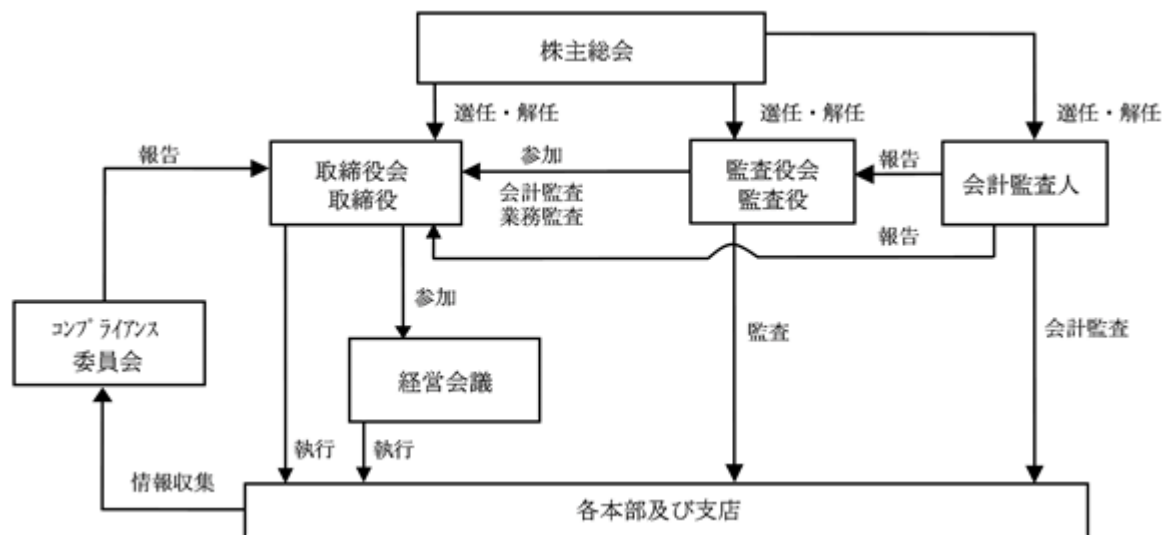 株主総会
選任・解任
選任・解任
選任・解任
報告
取締役会
取締役
参加
会計監査
業務監査
監査役会
監査役
報告
会計監査人
報告
参加
ｺﾝﾌﾟﾗｲｱﾝｽ
委員会
経営会議
監査
会計監査
執行
執行
情報収集
各本部及び支店